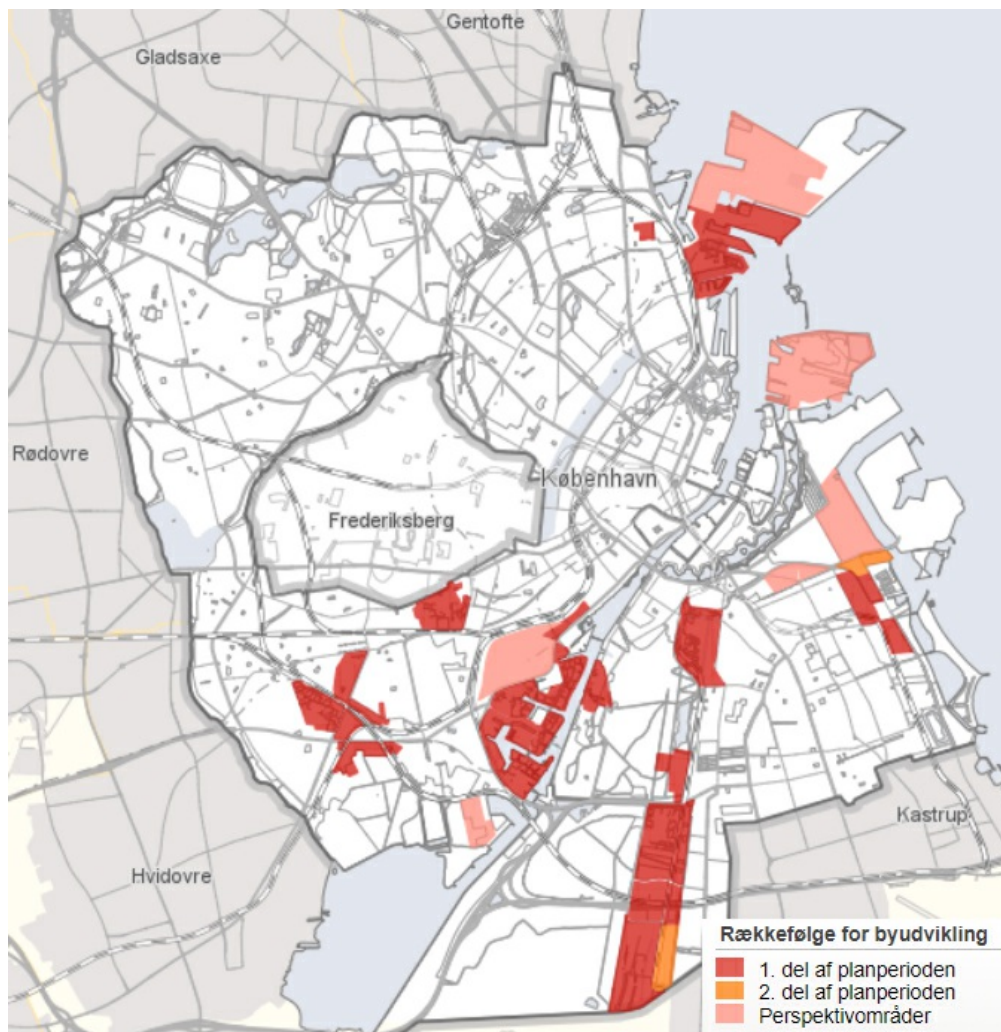 Gentofte
Gladsaxe
Rødovre
København
Frederiksberg
Kastrup
Hvidovre
Rækkefølge for byudvikling
1. del af planperioden
2. del af planperioden
Perspektivområder